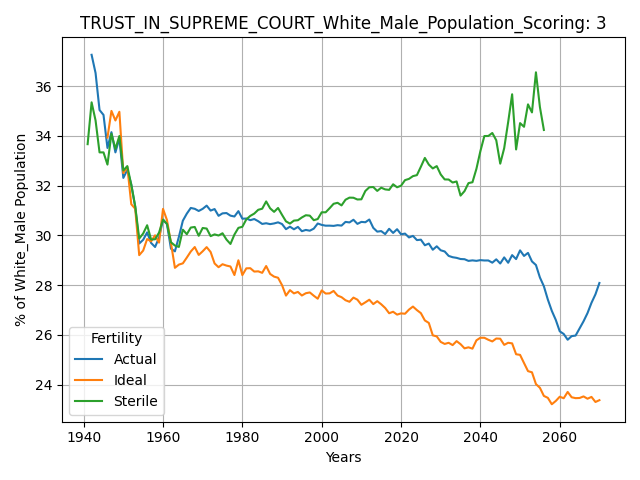 TRUST_IN_SUPREME_COURT_White_Male_Population_Scoring: 3
% of White_Male Population
36
34
32
30
28
26
24
Fertility
Actual
Ideal
Sterile
1940
1960
1980
2000
2020
2040
2060
Years